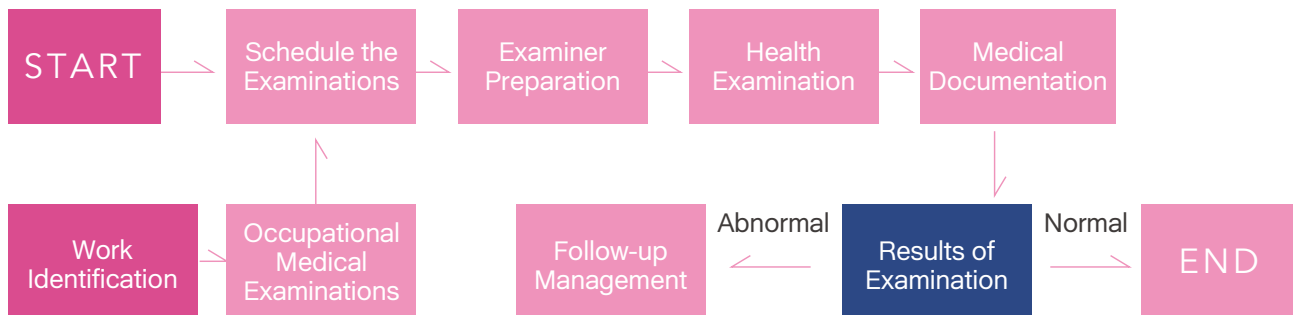 START
Schedule the
Examinations
Examiner
Preparation
Health
Examination
Medical
Documentation
Work
Identification
Occupational
Medical
Examinations
Follow-up
Management
Abnormal
Results of
Examination
Normal
END